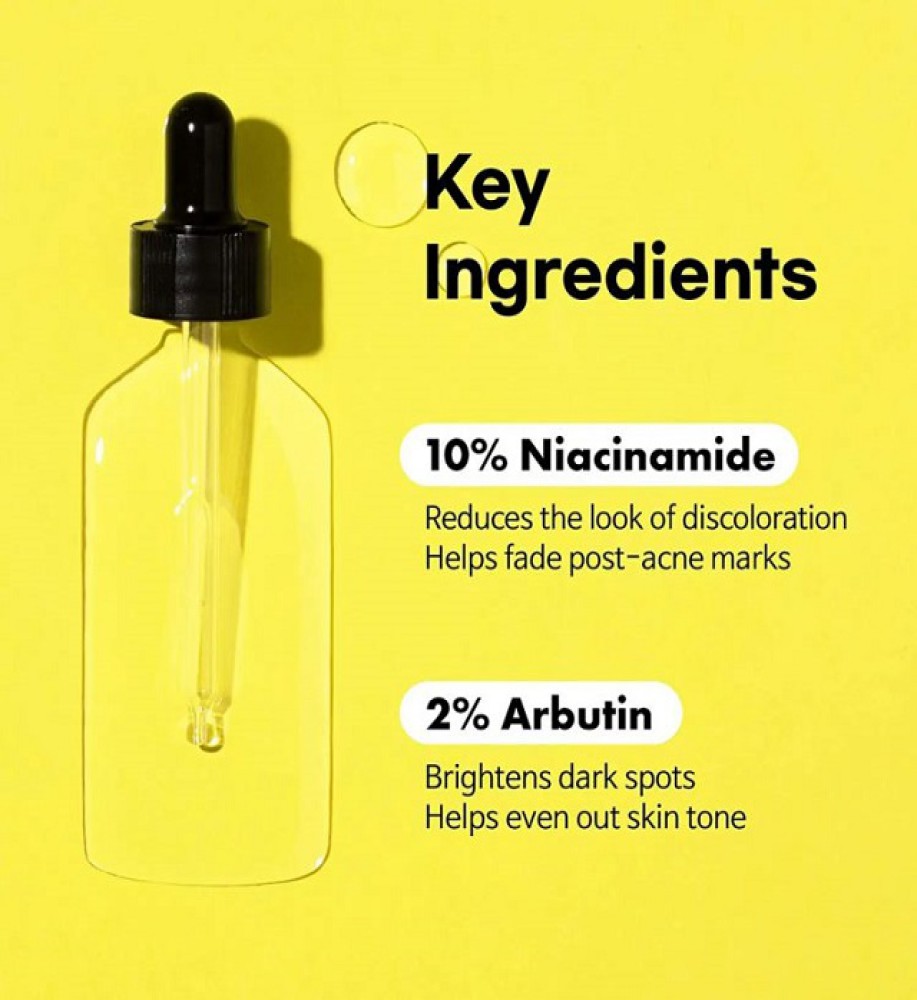 Key
Ingredients
10% Niacinamide
Reduces the look of discoloration
Helps fade post-acne marks
2% Arbutin
Brightens dark spots
Helps even out skin tone